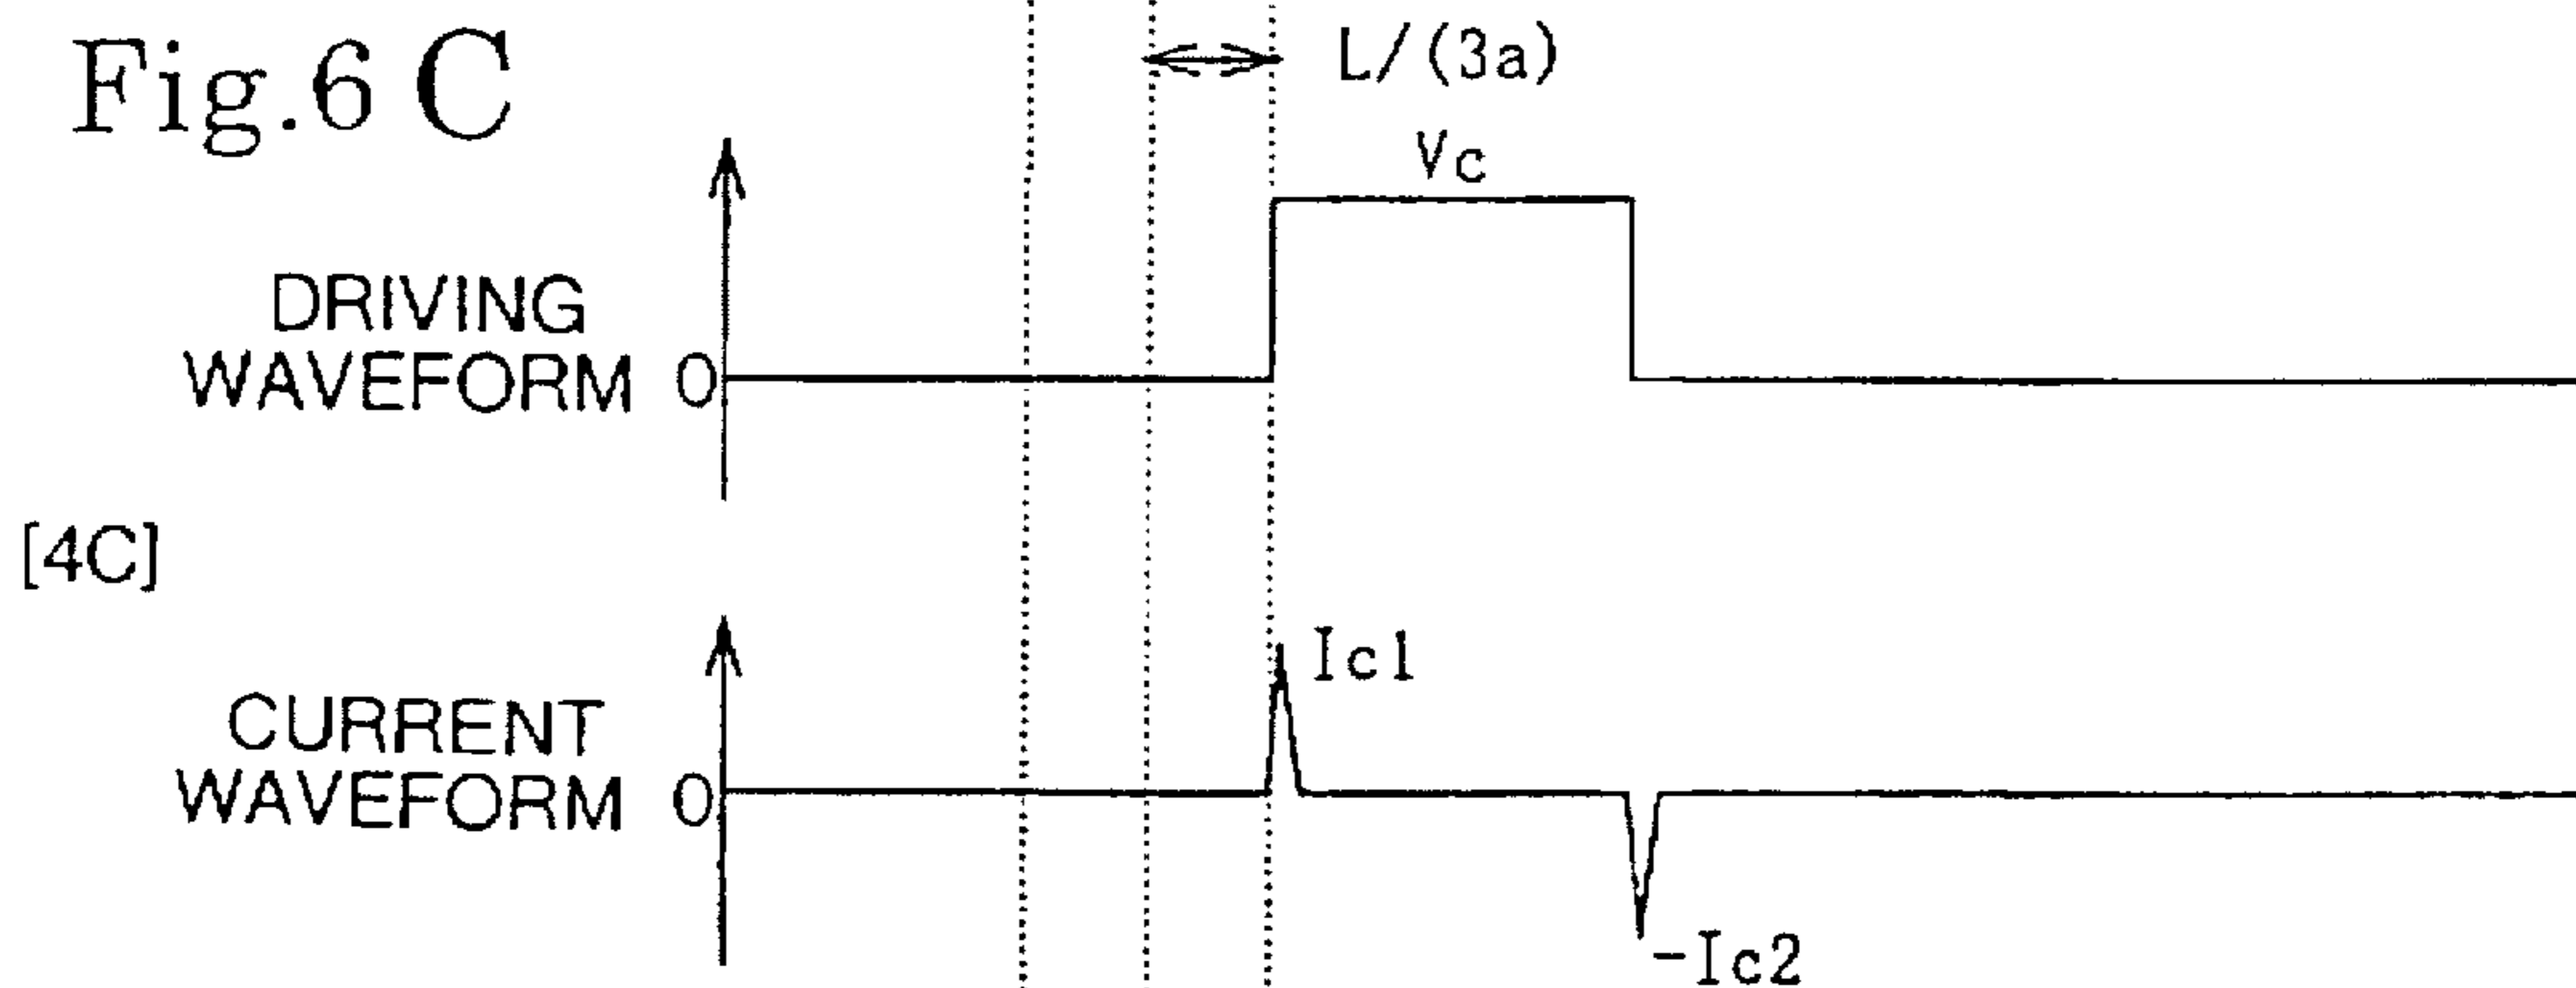 Fig.6 C
L/(3a)
Vc
DRIVING
WAVEFORM 0
[4C]
Ic1
CURRENT
WAVEFORM 0
-Ic2